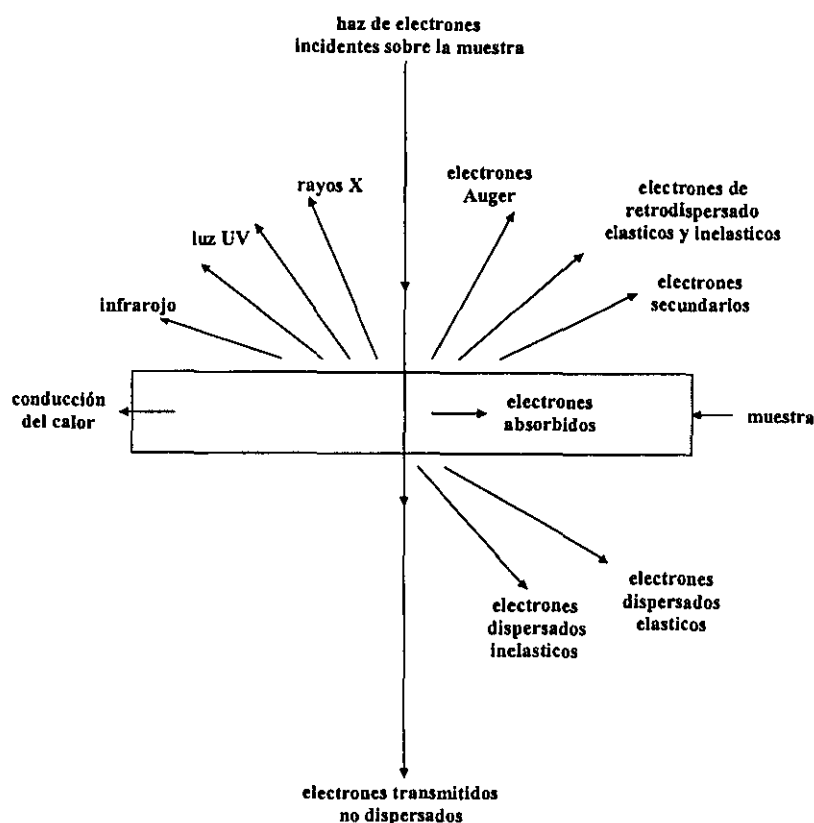 haz de electrones
incidentes sobre la muestra
rayos X
electrones
Auger
electrones de
retrodispersado
elasticos y inelasticos
luz UV
infrarojo
electrones
secundarios
conducción
del calor
electrones
absorbidos
muestra
electrones
dispersados
inelasticos
electrones
dispersados
elasticos
electrones transmitidos
no dispersados